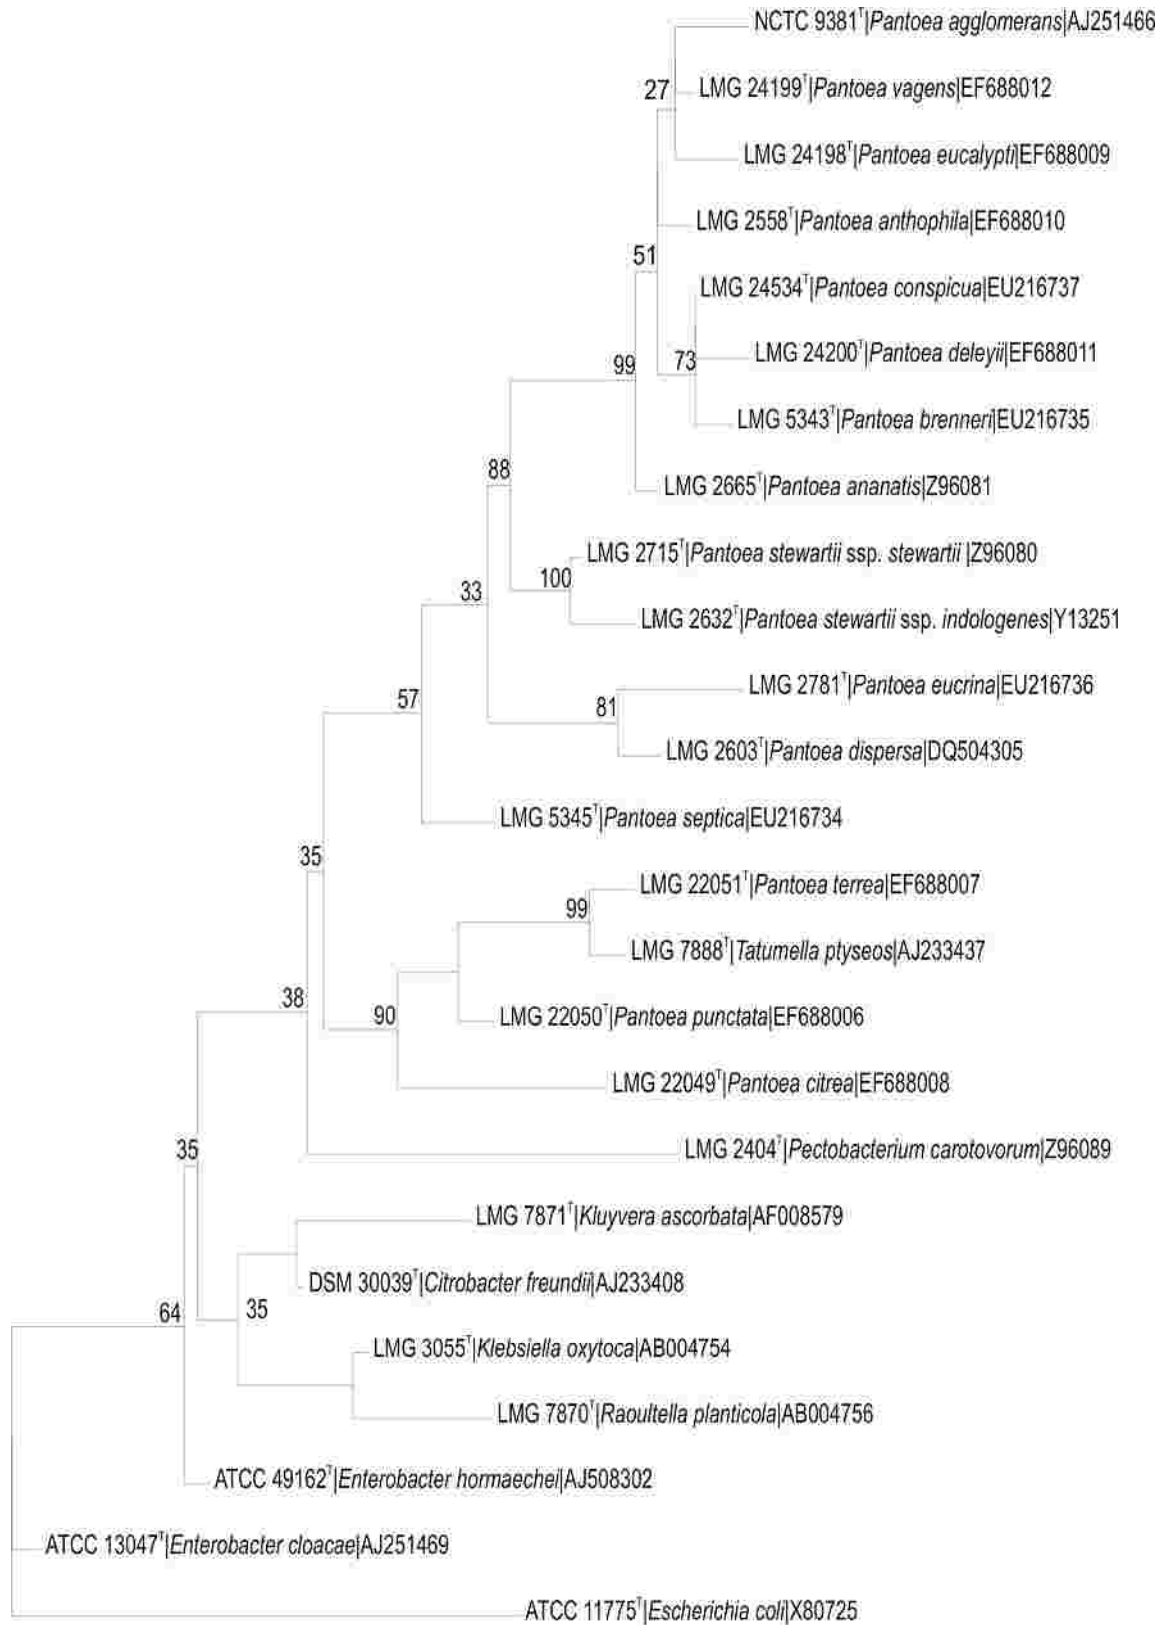 NCTC 9381ᵀ|Pantoea agglomerans|AJ251466
27
LMG 24199ᵀ|Pantoea vagens|EF688012
LMG 24198ᵀ|Pantoea eucalypti|EF688009
LMG 2558ᵀ|Pantoea anthophila|EF688010
51
LMG 24534ᵀ|Pantoea conspicua|EU216737
LMG 24200ᵀ|Pantoea deleyii|EF688011
99
73
LMG 5343ᵀ|Pantoea brenneri|EU216735
88
LMG 2665ᵀ|Pantoea ananatis|Z96081
LMG 2715ᵀ|Pantoea stewartii ssp. stewartii |Z96080
100
33
LMG 2632ᵀ|Pantoea stewartii ssp. indologenes|Y13251
LMG 2781ᵀ|Pantoea eucrina|EU216736
57
81
LMG 2603ᵀ|Pantoea dispersa|DQ504305
LMG 5345ᵀ|Pantoea septica|EU216734
35
LMG 22051ᵀ|Pantoea terrea|EF688007
99
LMG 7888ᵀ|Tatumella ptyseos|AJ233437
38
90
LMG 22050ᵀ|Pantoea punctata|EF688006
LMG 22049ᵀ|Pantoea citrea|EF688008
35
LMG 2404ᵀ|Pectobacterium carotovorum|Z96089
LMG 7871ᵀ|Kluyvera ascorbata|AF008579
DSM 30039ᵀ|Citrobacter freundii|AJ233408
64
35
LMG 3055ᵀ|Klebsiella oxytoca|AB004754
LMG 7870ᵀ|Raoultella planticola|AB004756
ATCC 49162ᵀ|Enterobacter hormaechei|AJ508302
ATCC 13047ᵀ|Enterobacter cloacae|AJ251469
ATCC 11775ᵀ|Escherichia coli|X80725